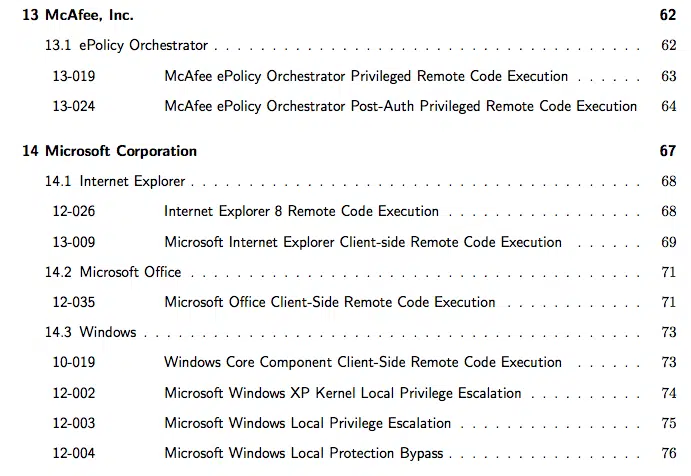 13 McAfee, Inc. 62
13.1 ePolicy Orchestrator . . . . . . . . . . . . . . . . . . . . . . . . . . . . . . . . . . . . . . 62
13-019 McAfee ePolicy Orchestrator Privileged Remote Code Execution . . . . . . 63
13-024 McAfee ePolicy Orchestrator Post-Auth Privileged Remote Code Execution 64
14 Microsoft Corporation 67
14.1 Internet Explorer . . . . . . . . . . . . . . . . . . . . . . . . . . . . . . . . . . . . . . . . 68
12-026 Internet Explorer 8 Remote Code Execution . . . . . . . . . . . . . . . . . 68
13-009 Microsoft Internet Explorer Client-side Remote Code Execution . . . . . . 69
14.2 Microsoft Office . . . . . . . . . . . . . . . . . . . . . . . . . . . . . . . . . . . . . . . . 71
12-035 Microsoft Office Client-Side Remote Code Execution . . . . . . . . . . . . 71
14.3 Windows . . . . . . . . . . . . . . . . . . . . . . . . . . . . . . . . . . . . . . . . . . . . 73
10-019 Windows Core Component Client-Side Remote Code Execution . . . . . . 73
12-002 Microsoft Windows XP Kernel Local Privilege Escalation . . . . . . . . . . 74
12-003 Microsoft Windows Local Privilege Escalation . . . . . . . . . . . . . . . . 75
12-004 Microsoft Windows Local Protection Bypass . . . . . . . . . . . . . . . . . 76